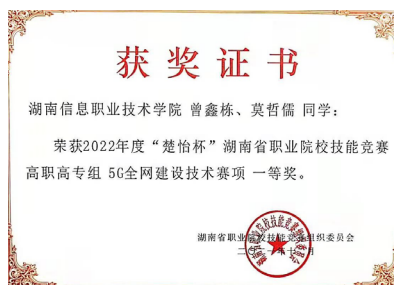 获奖证书
湖南信息职业技术学院 曾鑫栋、莫哲儒 同学：
荣获2022年度“楚怡杯”湖南省职业院校技能竞赛
高职高专组 5G全网建设技术赛项 一等奖。
湖南省职业院校技能竞赛组织委员会